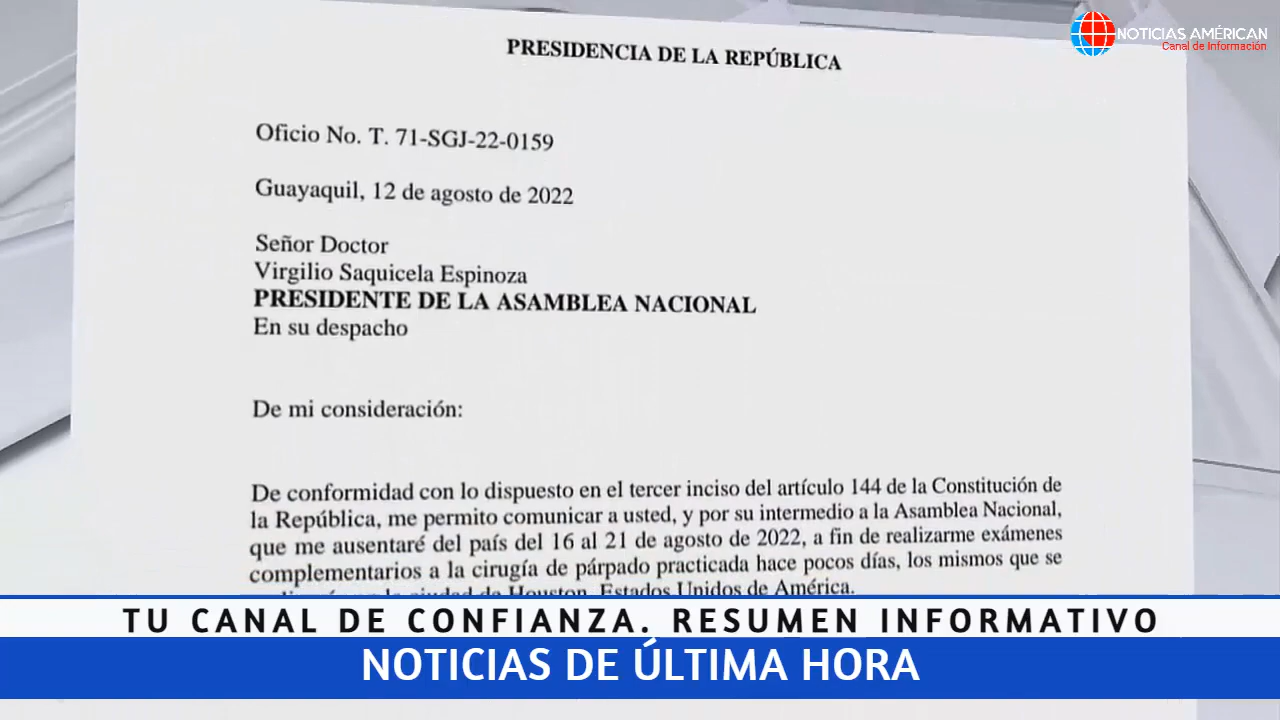 NOTICIAS AMÉRICAN
Canal de Información
PRESIDENCIA DE LA REPÚBLICA
Oficio No. T. 71-SGJ-22-0159
Guayaquil, 12 de agosto de 2022
Señor Doctor
Virgilio Saquicela Espinoza
PRESIDENTE DE LA ASAMBLEA NACIONAL
En su despacho
De mi consideración:
De conformidad con lo dispuesto en el tercer inciso del artículo 144 de la Constitución de
la República, me permito comunicar a usted, y por su intermedio a la Asamblea Nacional,
que me ausentaré del país del 16 al 21 de agosto de 2022, a fin de realizarme exámenes
complementarios a la cirugía de párpado practicada hace pocos días, los mismos que se
ciudad de Houston, Estados Unidos de América.
TU CANAL DE CONFIANZA. RESUMEN INFORMATIVO
NOTICIAS DE ÚLTIMA HORA